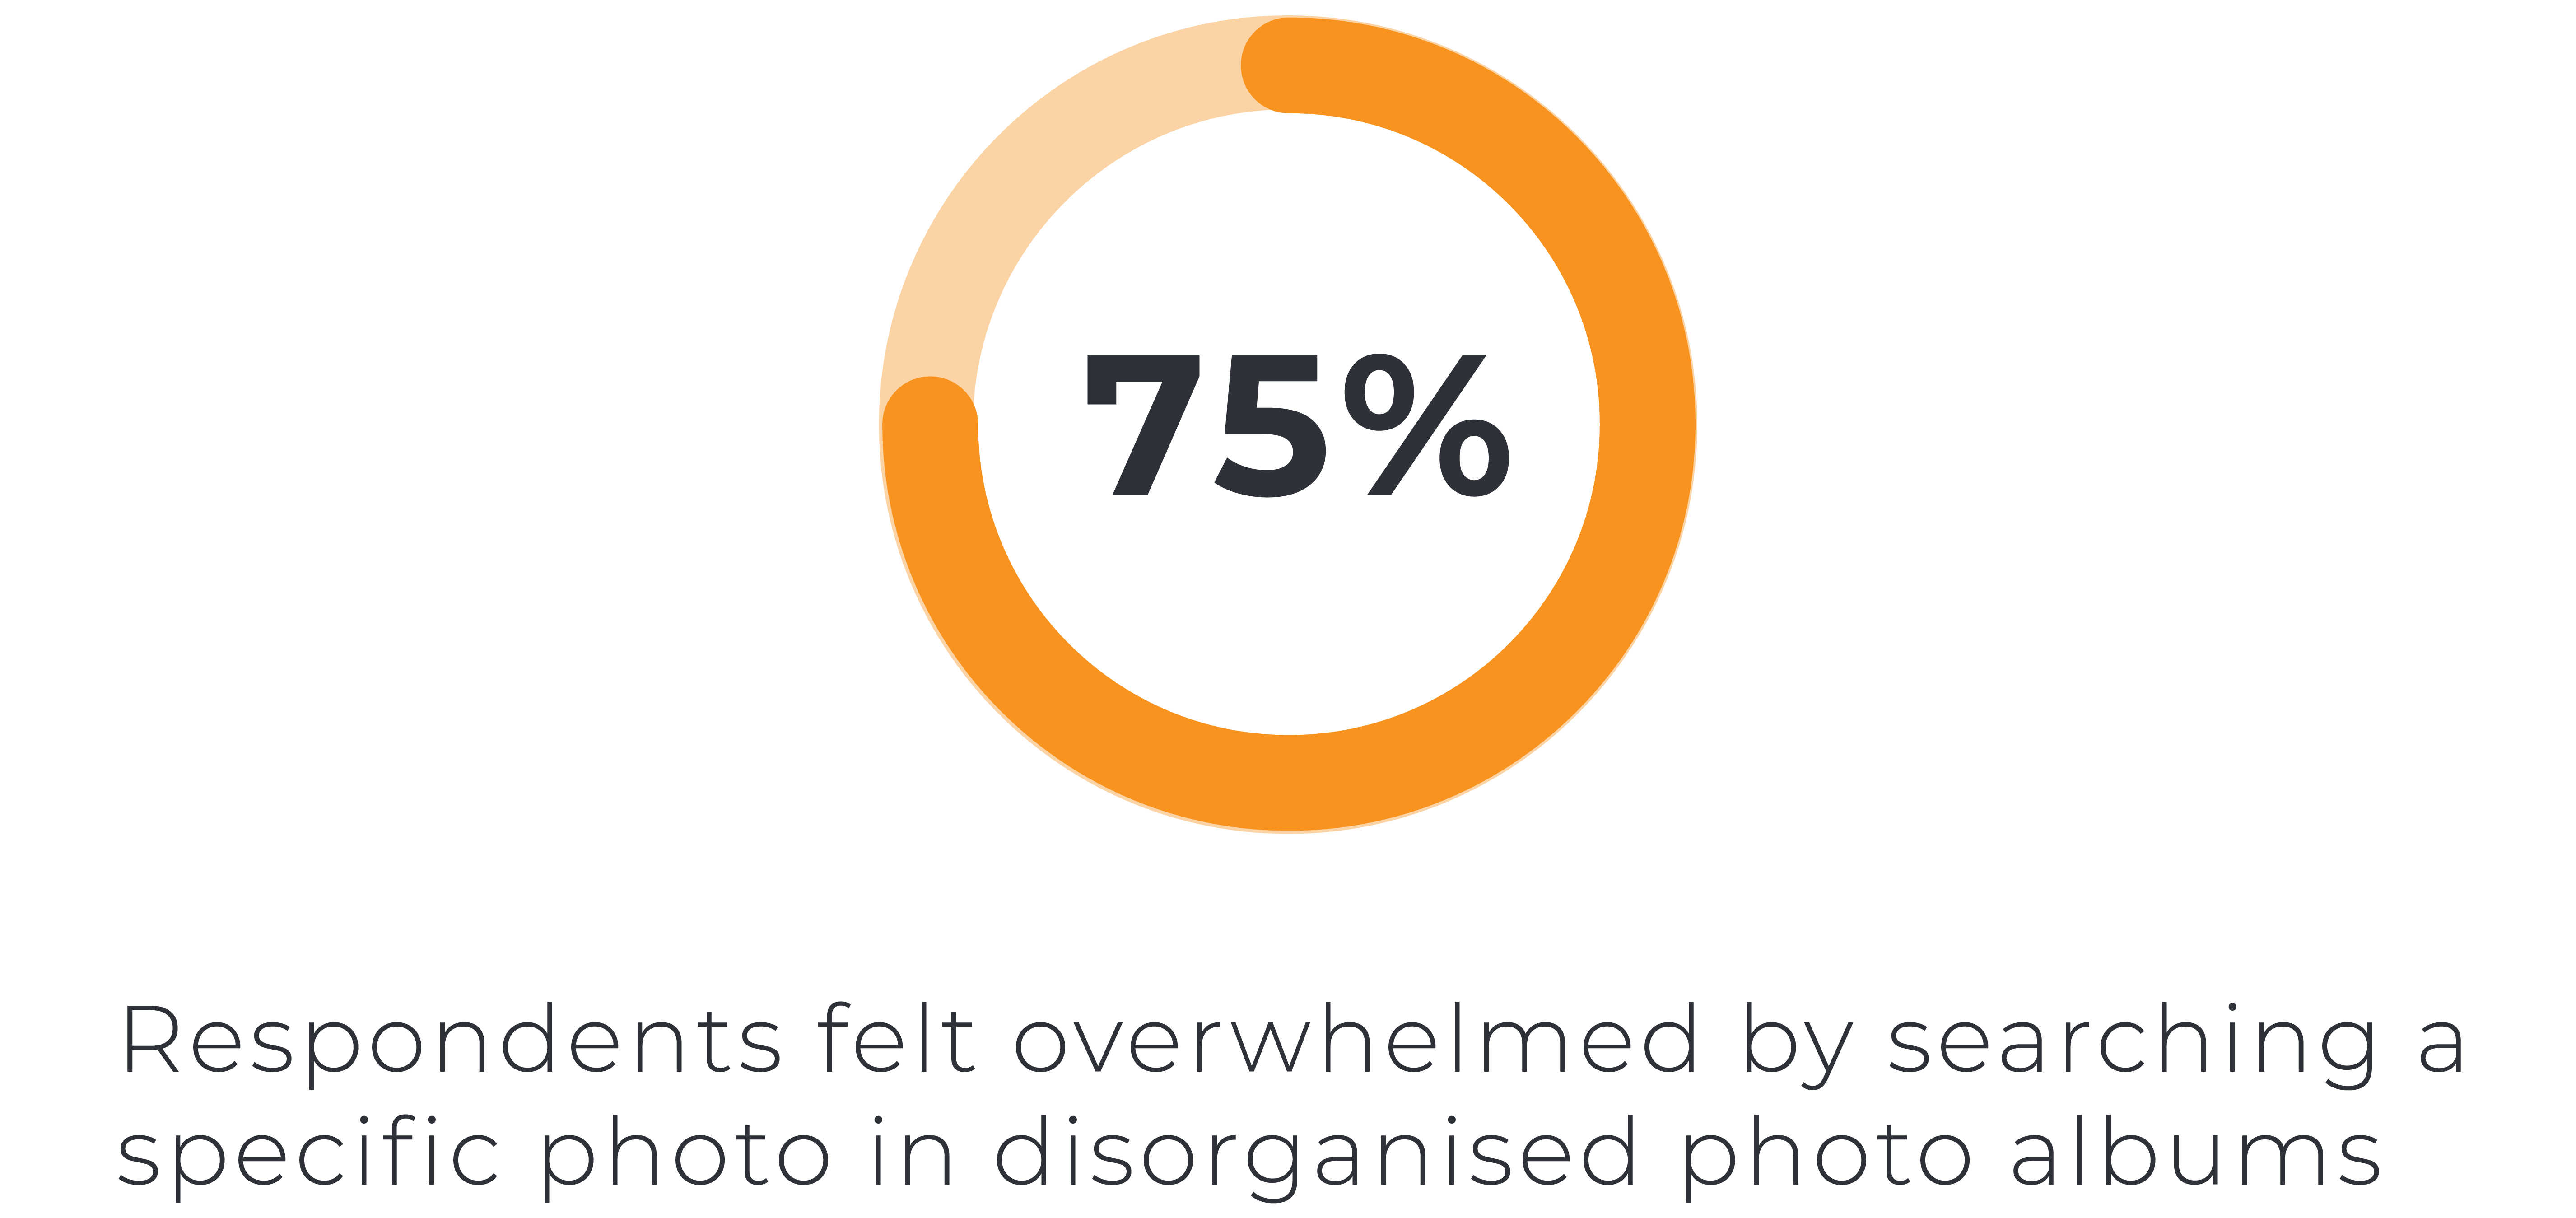 75%
Respondents felt overwhelmed by searching a
specific photo in disorganised photo albums